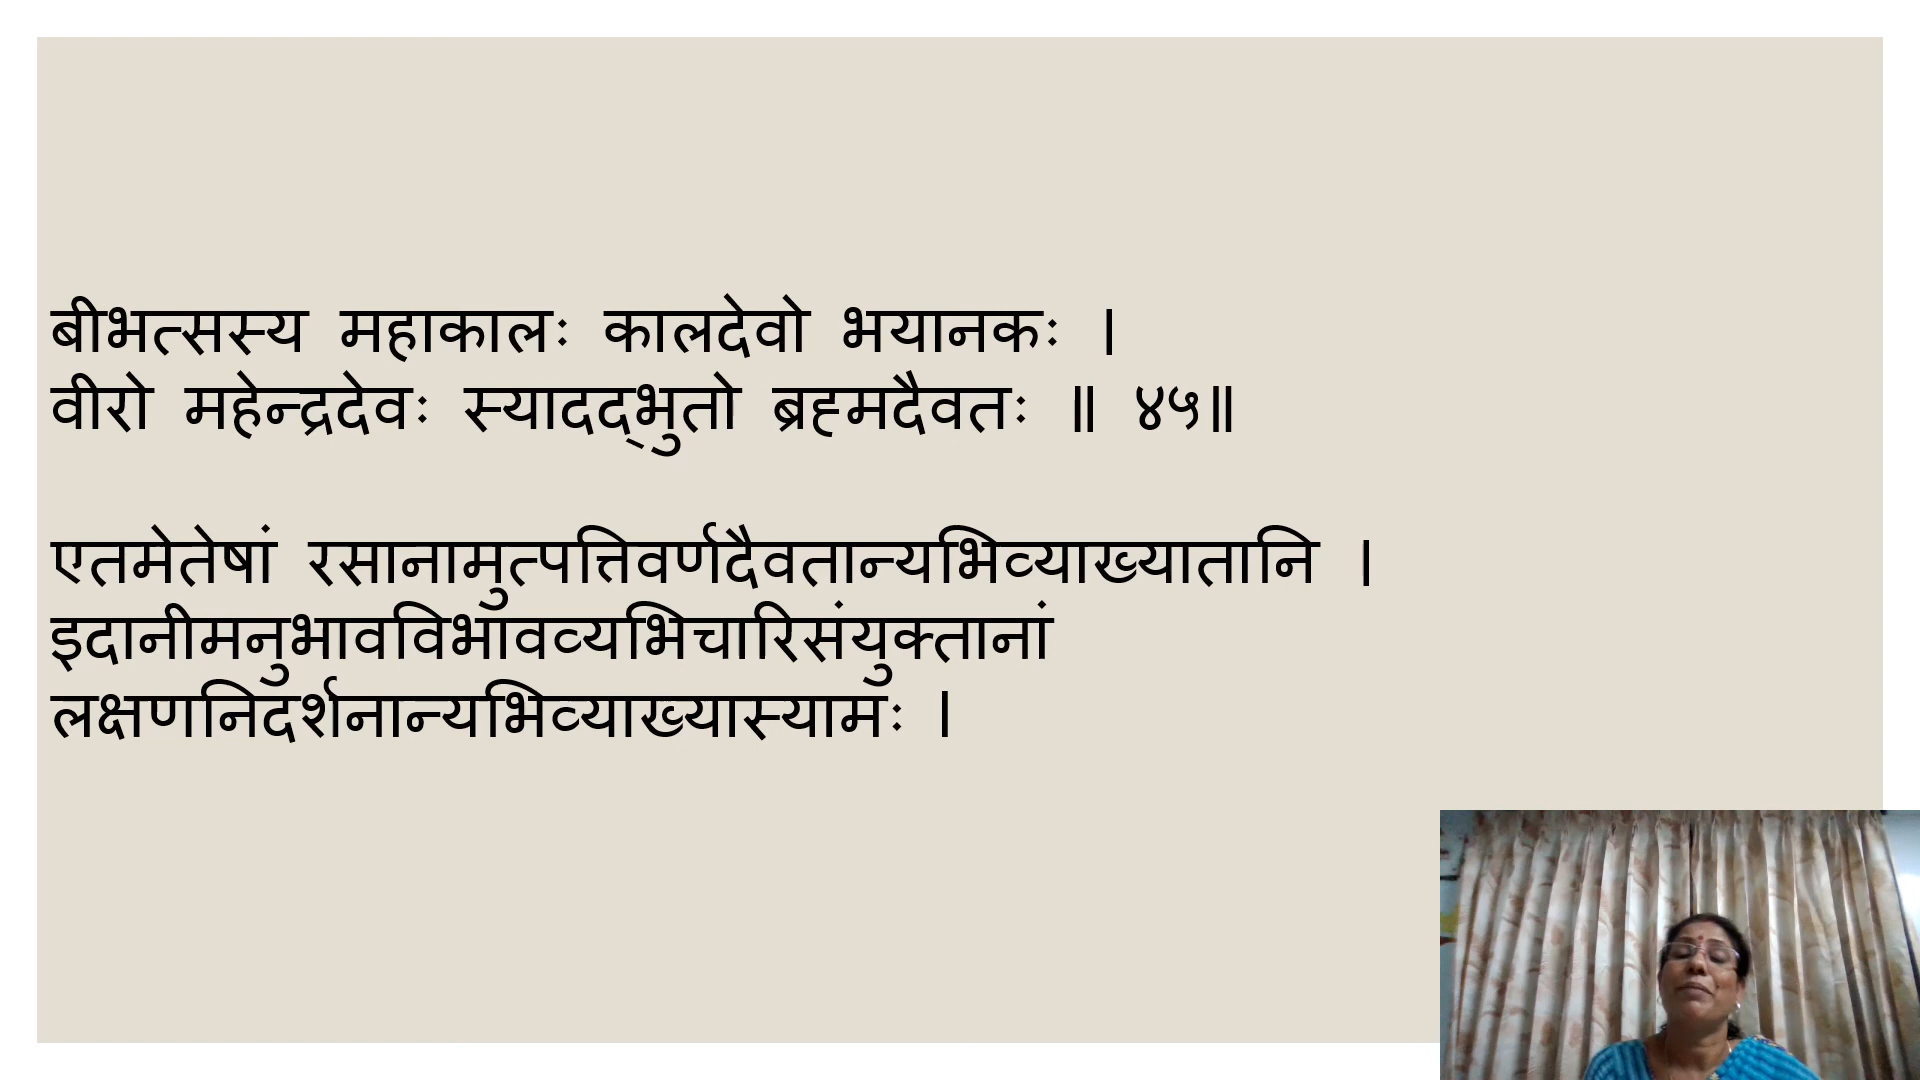 बीभत्सस्य महाकालः कालदेवो भयानकः ।
वीरो महेन्द्रदेवः स्यादद्भुतो ब्रह्मदैवतः ॥ ४५॥
एतमेतेषां रसानामुत्पत्तिवर्णदैवतान्यभिव्याख्यातानि ।
इदानीमनुभावविभावव्यभिचारिसंयुक्तानां
लक्षणनिदर्शनान्यभिव्याख्यास्यामः ।